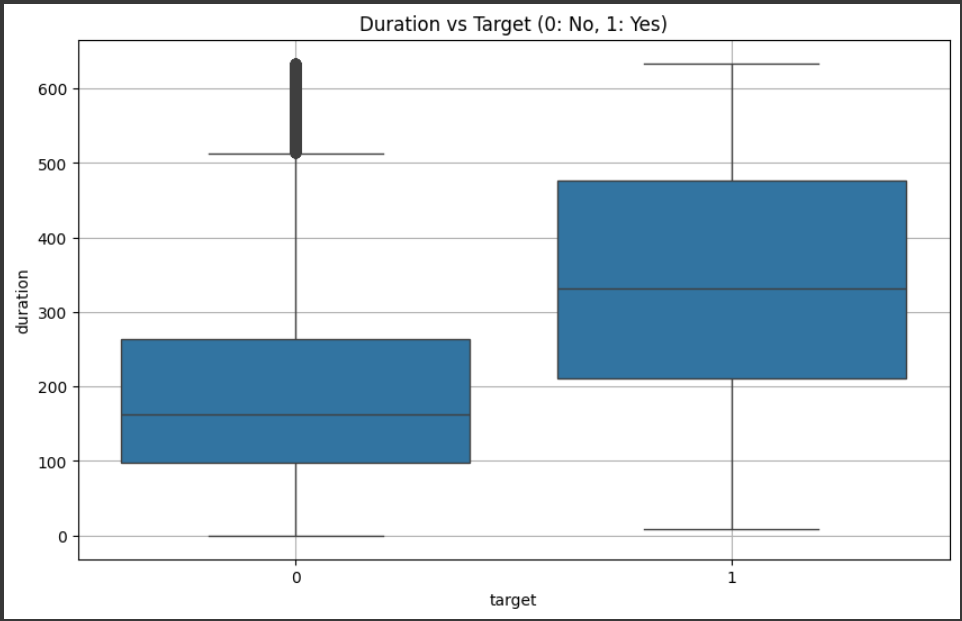 Duration vs Target (0: No, 1: Yes)
600
500
400
300
200
100
0
duration
0 1
target